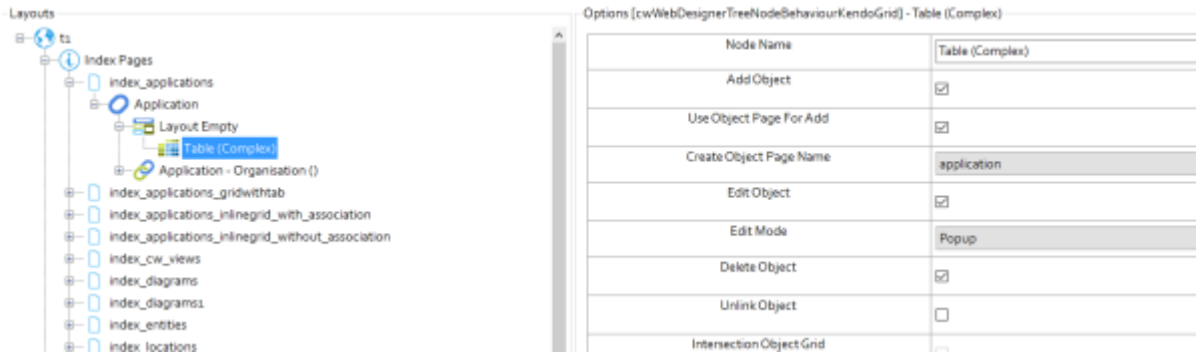 Layouts
t1
Index Pages
index_applications
Application
Layout Empty
Table (Complex)
Application - Organisation ()
index_applications_gridwithtab
index_applications_inlinegrid_with_association
index_applications_inlinegrid_without_association
index_cw_views
index_diagrams
index_diagrams1
index_entities
index_locations
Options [cwWebDesignerTreeNodeBehaviourKendoGrid] - Table (Complex)
Node Name Table (Complex)
Add Object
Use Object Page For Add
Create Object Page Name application
Edit Object
Edit Mode Popup
Delete Object
Unlink Object
Intersection Object Grid